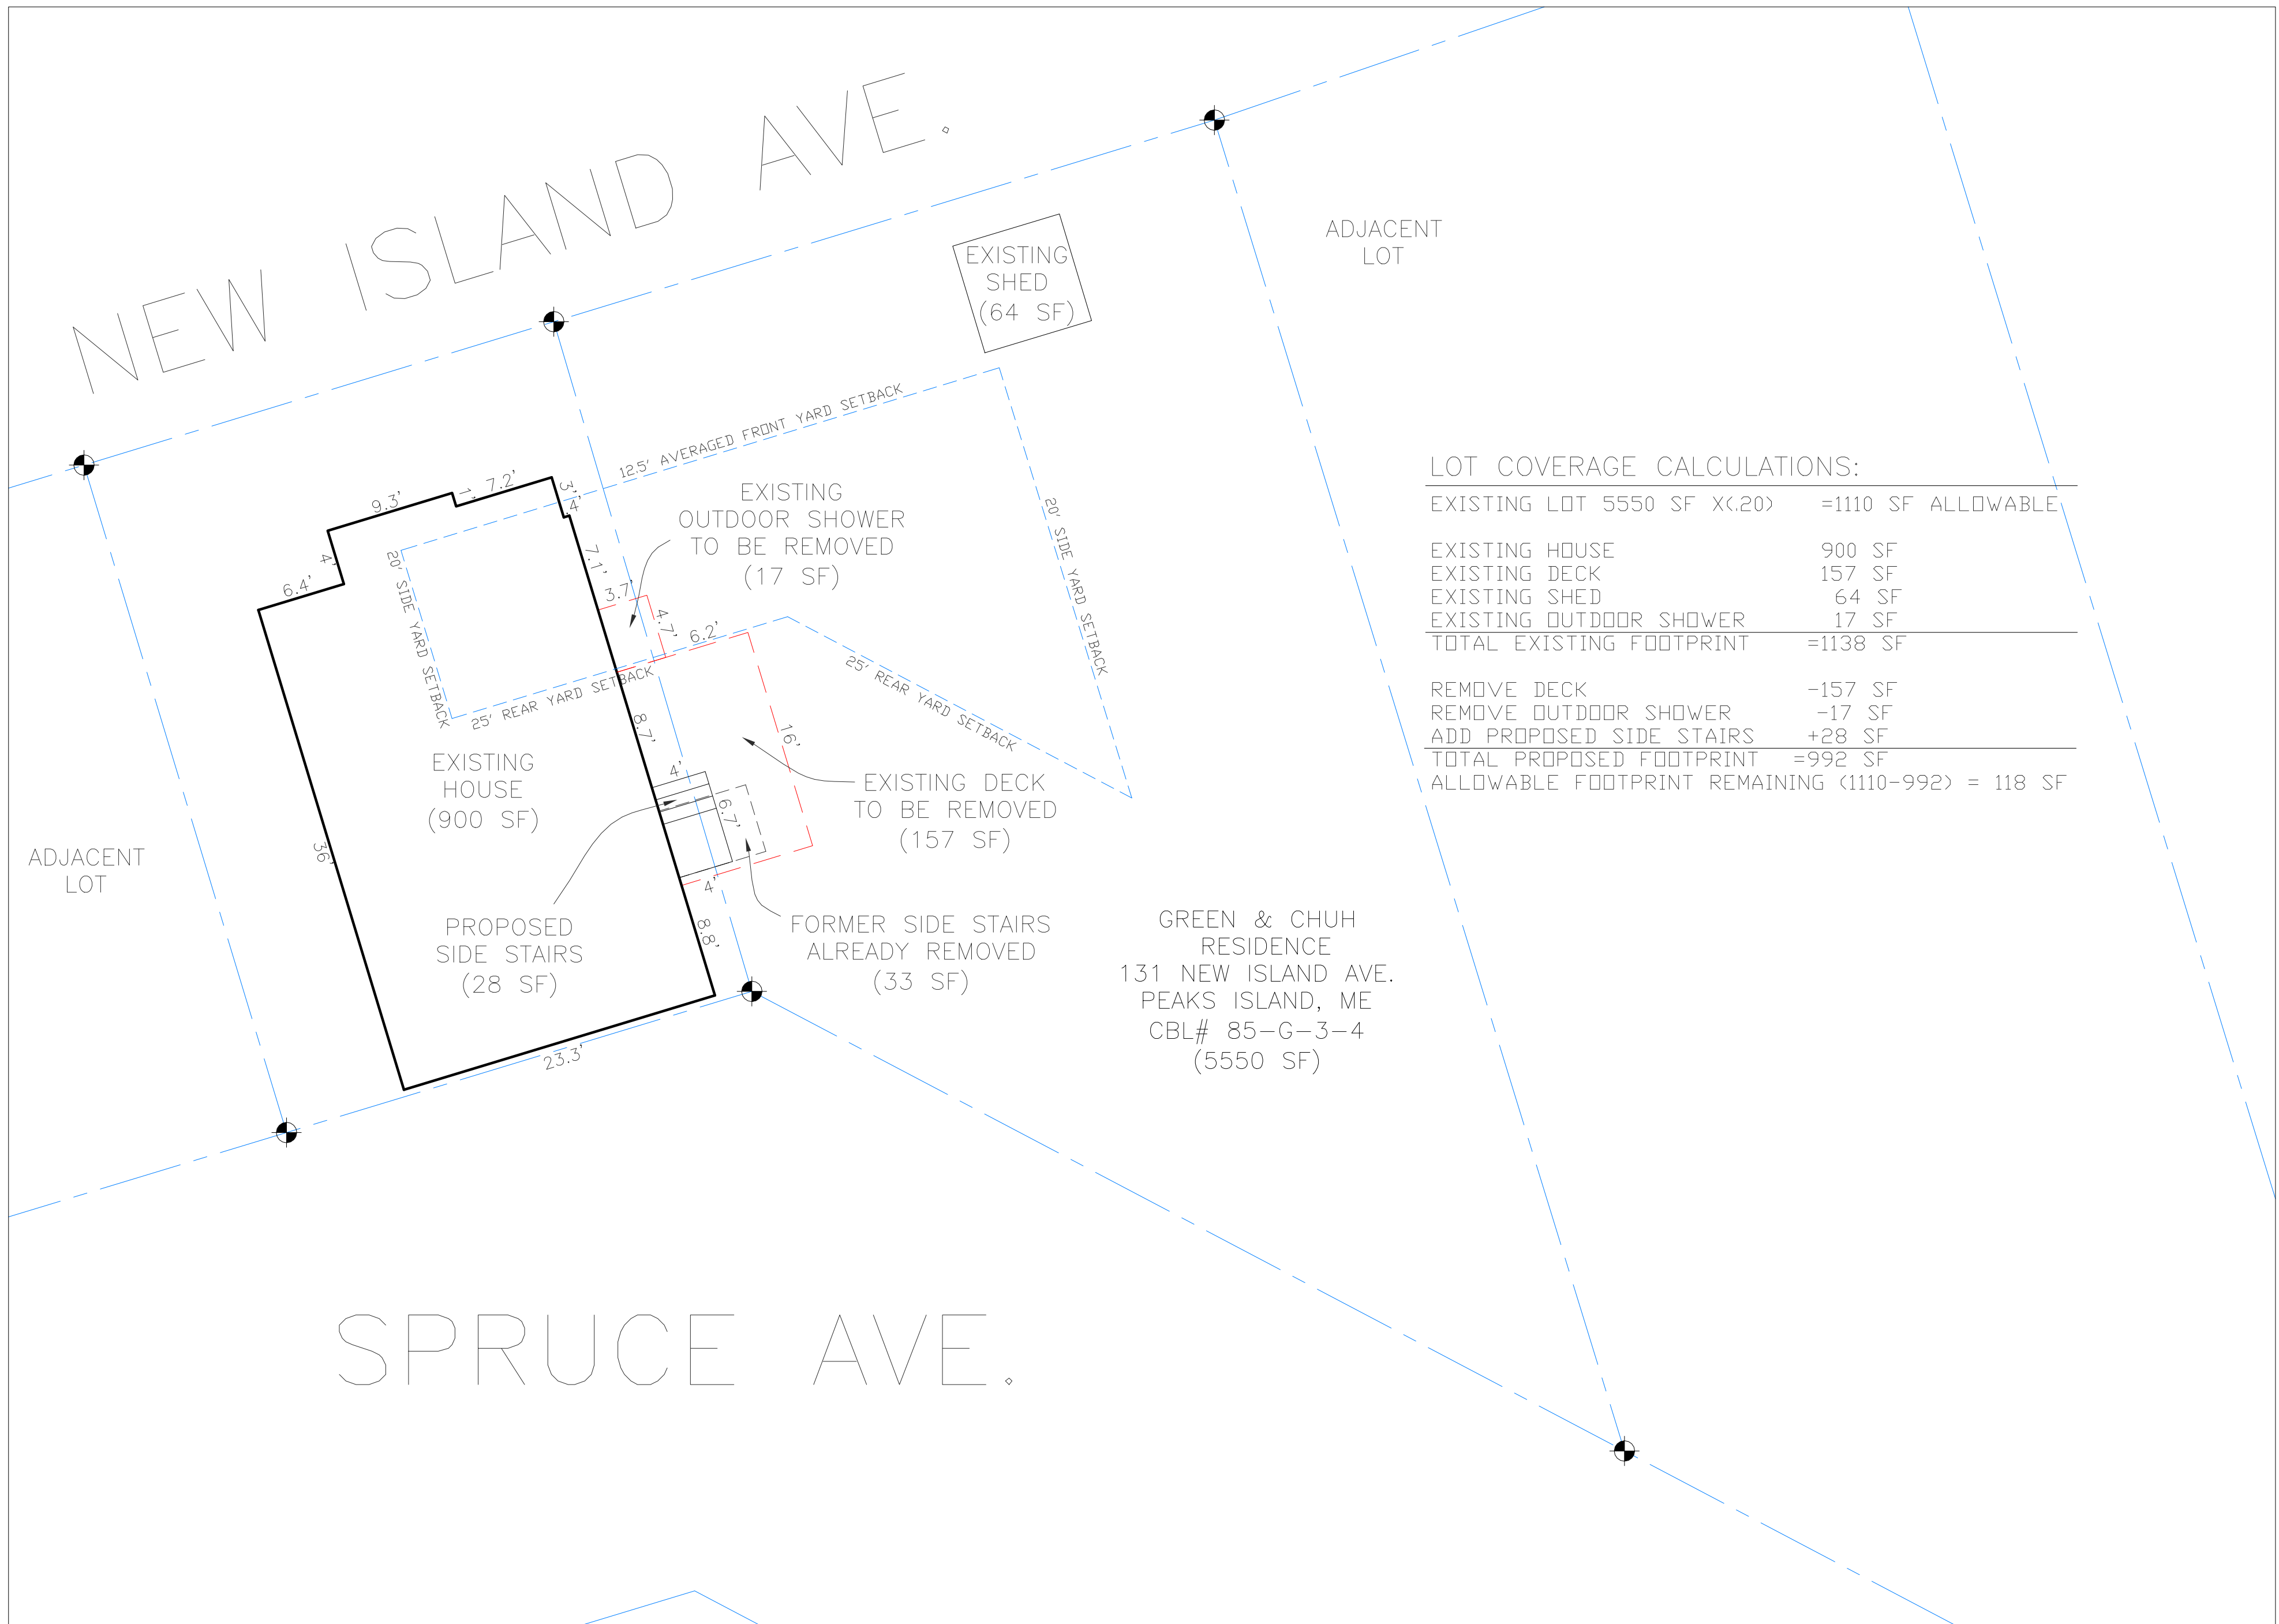 NEW ISLAND AVE.
EXISTING
SHED
(64 SF)
ADJACENT
LOT
12.5' AVERAGED FRONT YARD SETBACK
9.3'
1'
7.2'
3'
.4'
4'
6.4'
7.1'
20' SIDE YARD SETBACK
EXISTING
OUTDOOR SHOWER
TO BE REMOVED
(17 SF)
3.7'
4.7'
6.2'
20' SIDE YARD SETBACK
25' REAR YARD SETBACK
25' REAR YARD SETBACK
8.7'
16'
EXISTING
HOUSE
(900 SF)
4'
6.7'
EXISTING DECK
TO BE REMOVED
(157 SF)
36'
ADJACENT
LOT
4'
8.8'
PROPOSED
SIDE STAIRS
(28 SF)
FORMER SIDE STAIRS
ALREADY REMOVED
(33 SF)
23.3'
GREEN & CHUH
RESIDENCE
131 NEW ISLAND AVE.
PEAKS ISLAND, ME
CBL# 85-G-3-4
(5550 SF)
LOT COVERAGE CALCULATIONS:
EXISTING LOT 5550 SF X(.20) =1110 SF ALLOWABLE
EXISTING HOUSE 900 SF
EXISTING DECK 157 SF
EXISTING SHED 64 SF
EXISTING OUTDOOR SHOWER 17 SF
TOTAL EXISTING FOOTPRINT =1138 SF
REMOVE DECK -157 SF
REMOVE OUTDOOR SHOWER -17 SF
ADD PROPOSED SIDE STAIRS +28 SF
TOTAL PROPOSED FOOTPRINT =992 SF
ALLOWABLE FOOTPRINT REMAINING (1110-992) = 118 SF
SPRUCE AVE.